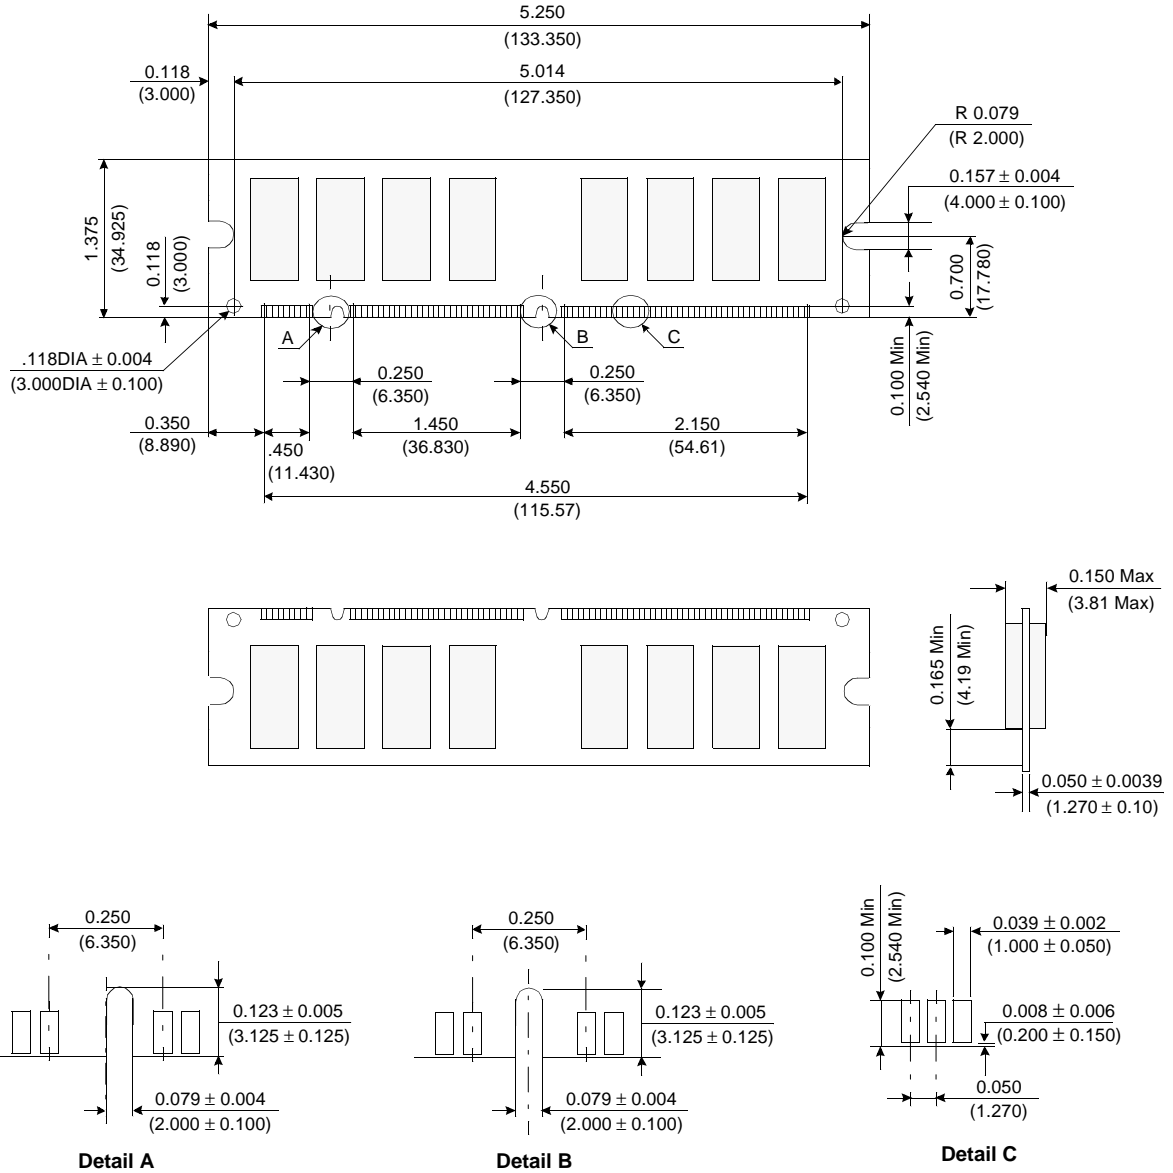 5.250
(133.350)
0.118
(3.000)
5.014
(127.350)
R 0.079
(R 2.000)
0.157 ± 0.004
(4.000 ± 0.100)
1.375
(34.925)
0.118
(3.000)
0.700
(17.780)
A
B
C
.118DIA ± 0.004
(3.000DIA ± 0.100)
0.250
(6.350)
0.250
(6.350)
0.100 Min
(2.540 Min)
0.350
(8.890)
.450
(11.430)
1.450
(36.830)
2.150
(54.61)
4.550
(115.57)
0.150 Max
(3.81 Max)
0.165 Min
(4.19 Min)
0.050 ± 0.0039
(1.270 ± 0.10)
0.250
(6.350)
0.123 ± 0.005
(3.125 ± 0.125)
0.079 ± 0.004
(2.000 ± 0.100)
Detail A
0.250
(6.350)
0.123 ± 0.005
(3.125 ± 0.125)
0.079 ± 0.004
(2.000 ± 0.100)
Detail B
0.100 Min
(2.540 Min)
0.039 ± 0.002
(1.000 ± 0.050)
0.008 ± 0.006
(0.200 ± 0.150)
0.050
(1.270)
Detail C